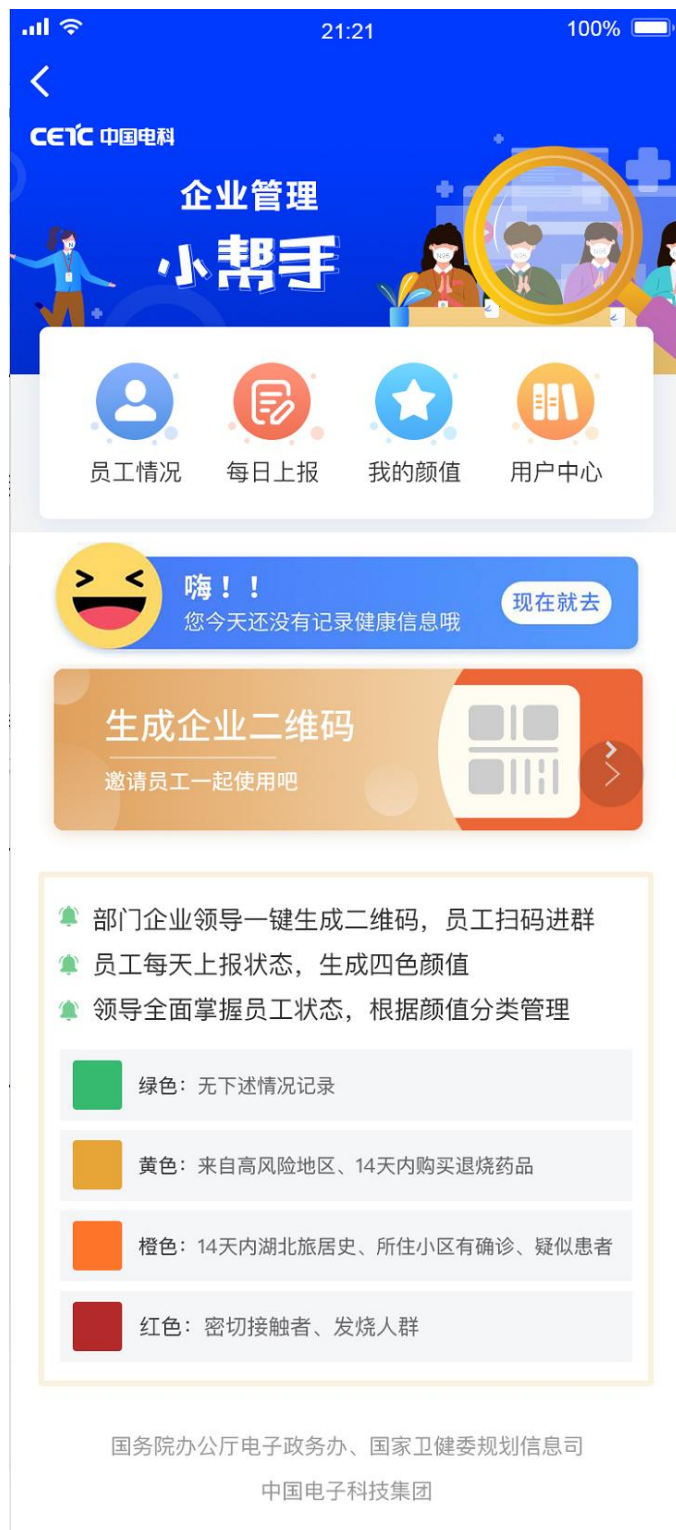 21:21
100%
CETC 中国电科
企业管理
小帮手
N95
N95
员工情况
每日上报
我的颜值
用户中心
嗨！！
您今天还没有记录健康信息哦
现在就去
生成企业二维码
邀请员工一起使用吧
部门企业领导一键生成二维码，员工扫码进群
员工每天上报状态，生成四色颜值
领导全面掌握员工状态，根据颜值分类管理
绿色：无下述情况记录
黄色：来自高风险地区、14天内购买退烧药品
橙色：14天内湖北旅居史、所住小区有确诊、疑似患者
红色：密切接触者、发烧人群
国务院办公厅电子政务办、国家卫健委规划信息司
中国电子科技集团